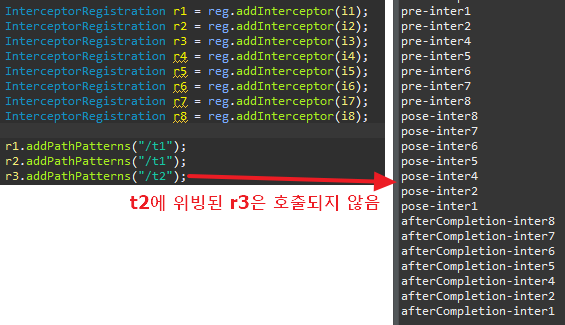 InterceptorRegistration r1 = reg.addInterceptor(i1);
InterceptorRegistration r2 = reg.addInterceptor(i2);
InterceptorRegistration r3 = reg.addInterceptor(i3);
InterceptorRegistration r4 = reg.addInterceptor(i4);
InterceptorRegistration r5 = reg.addInterceptor(i5);
InterceptorRegistration r6 = reg.addInterceptor(i6);
InterceptorRegistration r7 = reg.addInterceptor(i7);
InterceptorRegistration r8 = reg.addInterceptor(i8);
r1.addPathPatterns("/t1");
r2.addPathPatterns("/t1");
r3.addPathPatterns("/t2");
t2에 위빙된 r3은 호출되지 않음
pre-inter1
pre-inter2
pre-inter4
pre-inter5
pre-inter6
pre-inter7
pre-inter8
pose-inter8
pose-inter7
pose-inter6
pose-inter5
pose-inter4
pose-inter2
pose-inter1
afterCompletion-inter8
afterCompletion-inter7
afterCompletion-inter6
afterCompletion-inter5
afterCompletion-inter4
afterCompletion-inter2
afterCompletion-inter1